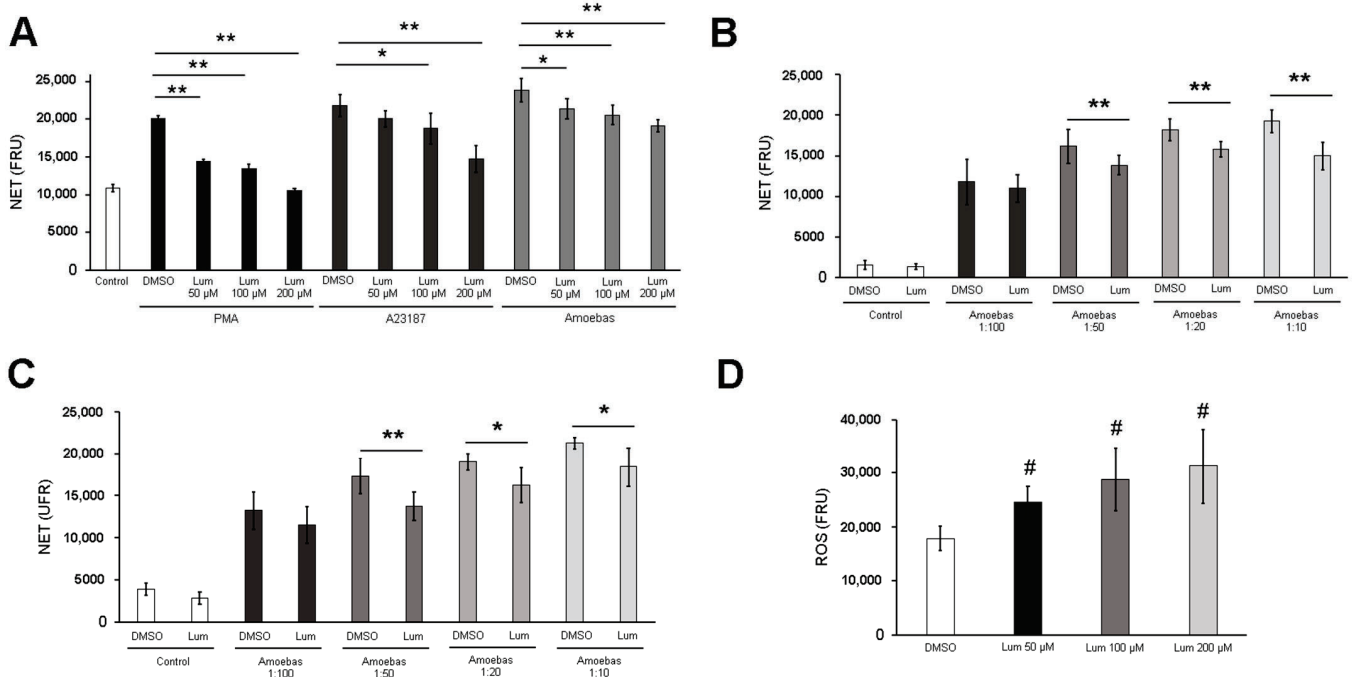 A
** ** **
** ** **
** * *
**
25,000
20,000
15,000
10,000
5,000
0
NET (FRU)
Control DMSO Lum 50 µM Lum 100 µM Lum 200 µM DMSO Lum 50 µM Lum 100 µM Lum 200 µM DMSO Lum 50 µM Lum 100 µM Lum 200 µM
PMA A23187 Amoebas
B
** ** **
25,000
20,000
15,000
10,000
5000
0
NET (FRU)
DMSO Lum DMSO Lum DMSO Lum DMSO Lum DMSO Lum
Control Amoebas 1:100 Amoebas 1:50 Amoebas 1:20 Amoebas 1:10
C
** * *
25,000
20,000
15,000
10,000
5000
0
NET (UFR)
DMSO Lum DMSO Lum DMSO Lum DMSO Lum DMSO Lum
Control Amoebas 1:100 Amoebas 1:50 Amoebas 1:20 Amoebas 1:10
D
# # #
40,000
30,000
20,000
10,000
0
ROS (FRU)
DMSO Lum 50 µM Lum 100 µM Lum 200 µM